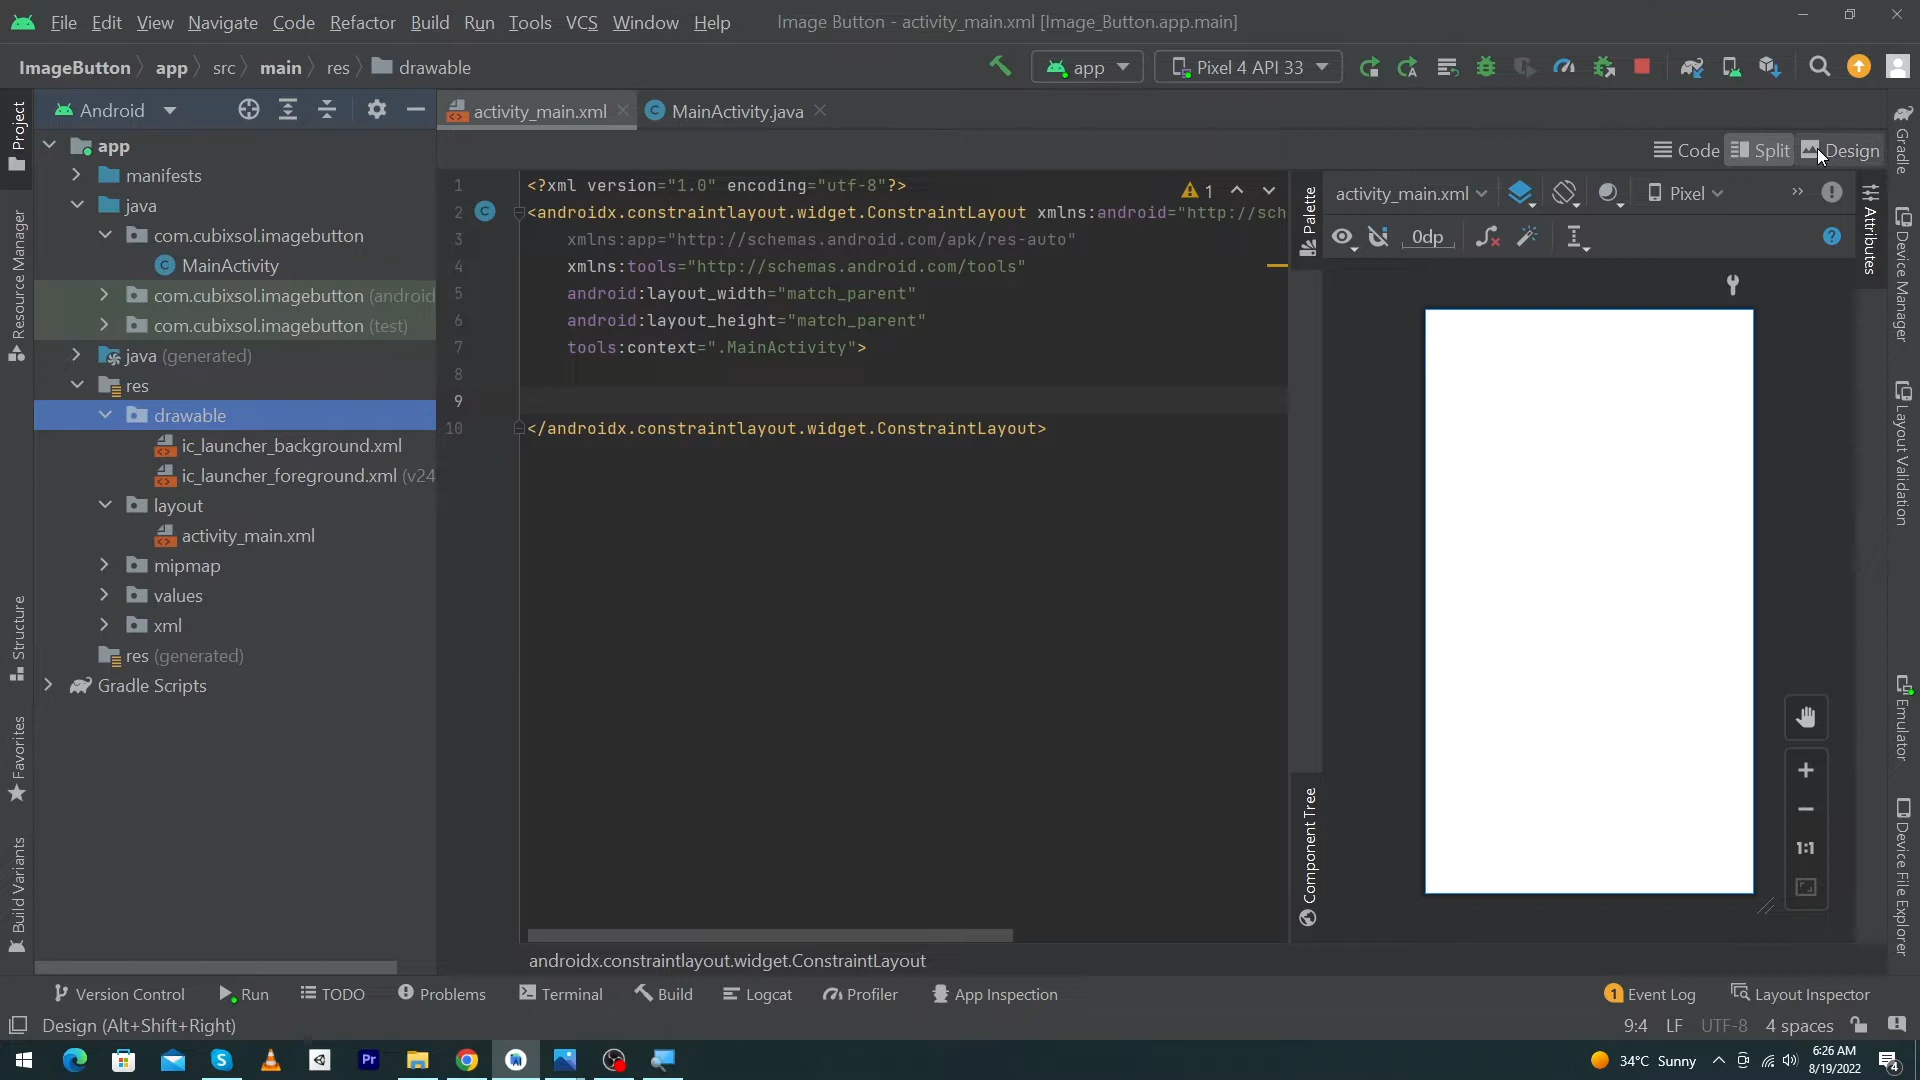 File Edit View Navigate Code Refactor Build Run Tools VCS Window Help Image Button - activity_main.xml [Image_Button.app.main]
ImageButton app src main res drawable app Pixel 4 API 33
Android activity_main.xml MainActivity.java
Code Split Design
Project
Resource Manager
Structure
Favorites
Build Variants
app
manifests
java
com.cubixsol.imagebutton
MainActivity
com.cubixsol.imagebutton (android
com.cubixsol.imagebutton (test)
java (generated)
res
drawable
ic_launcher_background.xml
ic_launcher_foreground.xml (v24
layout
activity_main.xml
mipmap
values
xml
res (generated)
Gradle Scripts
1 <?xml version="1.0" encoding="utf-8"?>
2 <androidx.constraintlayout.widget.ConstraintLayout xmlns:android="http://sch
3 xmlns:app="http://schemas.android.com/apk/res-auto"
4 xmlns:tools="http://schemas.android.com/tools"
5 android:layout_width="match_parent"
6 android:layout_height="match_parent"
7 tools:context=".MainActivity">
8
9
10 </androidx.constraintlayout.widget.ConstraintLayout>
1
androidx.constraintlayout.widget.ConstraintLayout
Palette
Component Tree
activity_main.xml Pixel
0dp
1:1
Attributes
Gradle
Device Manager
Layout Validation
Emulator
Device File Explorer
Version Control Run TODO Problems Terminal Build Logcat Profiler App Inspection 1 Event Log Layout Inspector
Design (Alt+Shift+Right) 9:4 LF UTF-8 4 spaces
Pr 34°C Sunny 6:26 AM
8/19/2022 4